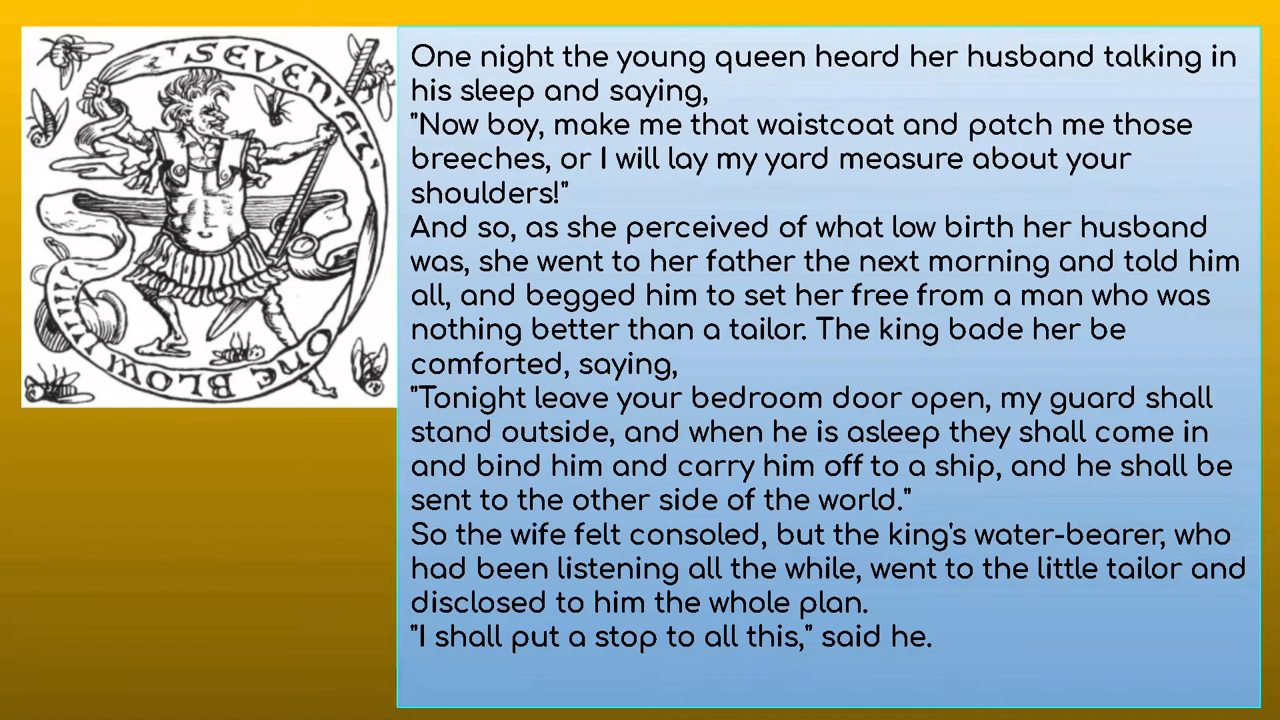 SEVEN AT
ONE BLOW
One night the young queen heard her husband talking in
his sleep and saying,
"Now boy, make me that waistcoat and patch me those
breeches, or I will lay my yard measure about your
shoulders!"
And so, as she perceived of what low birth her husband
was, she went to her father the next morning and told him
all, and begged him to set her free from a man who was
nothing better than a tailor. The king bade her be
comforted, saying,
"Tonight leave your bedroom door open, my guard shall
stand outside, and when he is asleep they shall come in
and bind him and carry him off to a ship, and he shall be
sent to the other side of the world."
So the wife felt consoled, but the king's water-bearer, who
had been listening all the while, went to the little tailor and
disclosed to him the whole plan.
"I shall put a stop to all this," said he.